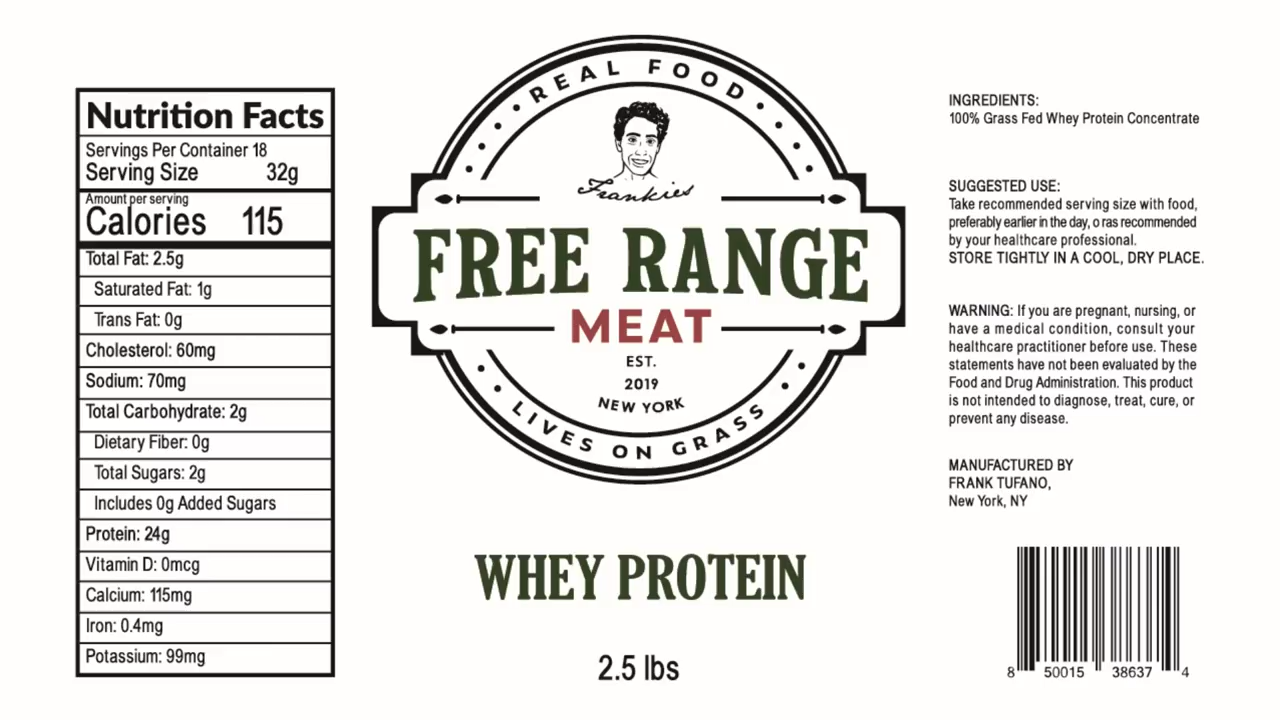 Nutrition Facts
Servings Per Container 18
Serving Size 32g
Amount per serving
Calories 115
Total Fat: 2.5g
Saturated Fat: 1g
Trans Fat: 0g
Cholesterol: 60mg
Sodium: 70mg
Total Carbohydrate: 2g
Dietary Fiber: 0g
Total Sugars: 2g
Includes 0g Added Sugars
Protein: 24g
Vitamin D: 0mcg
Calcium: 115mg
Iron: 0.4mg
Potassium: 99mg
REAL FOOD
Frankies
FREE RANGE
MEAT
EST.
2019
NEW YORK
LIVES ON GRASS
WHEY PROTEIN
2.5 lbs
INGREDIENTS:
100% Grass Fed Whey Protein Concentrate
SUGGESTED USE:
Take recommended serving size with food,
preferably earlier in the day, o ras recommended
by your healthcare professional.
STORE TIGHTLY IN A COOL, DRY PLACE.
WARNING: If you are pregnant, nursing, or
have a medical condition, consult your
healthcare practitioner before use. These
statements have not been evaluated by the
Food and Drug Administration. This product
is not intended to diagnose, treat, cure, or
prevent any disease.
MANUFACTURED BY
FRANK TUFANO,
New York, NY
8 50015 38637 4